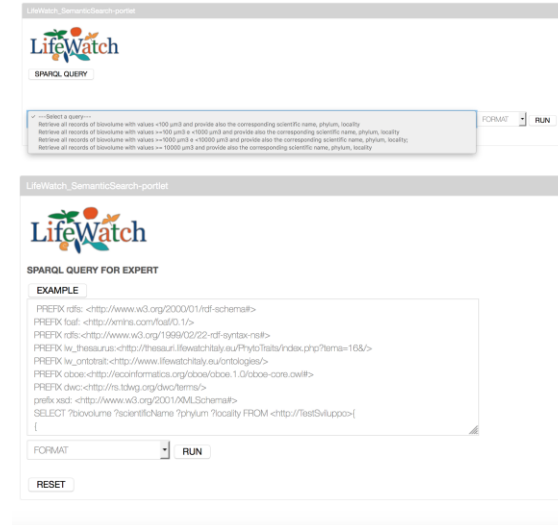 LifeWatch_SemanticSearch-portlet
LifeWatch
SPARQL QUERY
✓ ---Select a query---
Retrieve all records of biovolume with values <100 µm3 and provide also the corresponding scientific name, phylum, locality
Retrieve all records of biovolume with values >=100 µm3 e <1000 µm3 and provide also the corresponding scientific name, phylum, locality
Retrieve all records of biovolume with values >=1000 µm3 e <10000 µm3 and provide also the corresponding scientific name, phylum, locality;
Retrieve all records of biovolume with values >= 10000 µm3 and provide also the corresponding scientific name, phylum, locality
FORMAT RUN
LifeWatch_SemanticSearch-portlet
LifeWatch
SPARQL QUERY FOR EXPERT
EXAMPLE
PREFIX rdfs: <http://www.w3.org/2000/01/rdf-schema#>
PREFIX foaf: <http://xmlns.com/foaf/0.1/>
PREFIX rdfs:<http://www.w3.org/1999/02/22-rdf-syntax-ns#>
PREFIX lw_thesaurus:<http://thesauri.lifewatchitaly.eu/PhytoTraits/index.php?tema=16&/>
PREFIX lw_ontotrait:<http://www.lifewatchitaly.eu/ontologies/>
PREFIX oboe:<http://ecoinformatics.org/oboe/oboe.1.0/oboe-core.owl#>
PREFIX dwc:<http://rs.tdwg.org/dwc/terms/>
prefix xsd: <http://www.w3.org/2001/XMLSchema#>
SELECT ?biovolume ?scientificName ?phylum ?locality FROM <http://TestSviluppo>{
{
FORMAT RUN
RESET